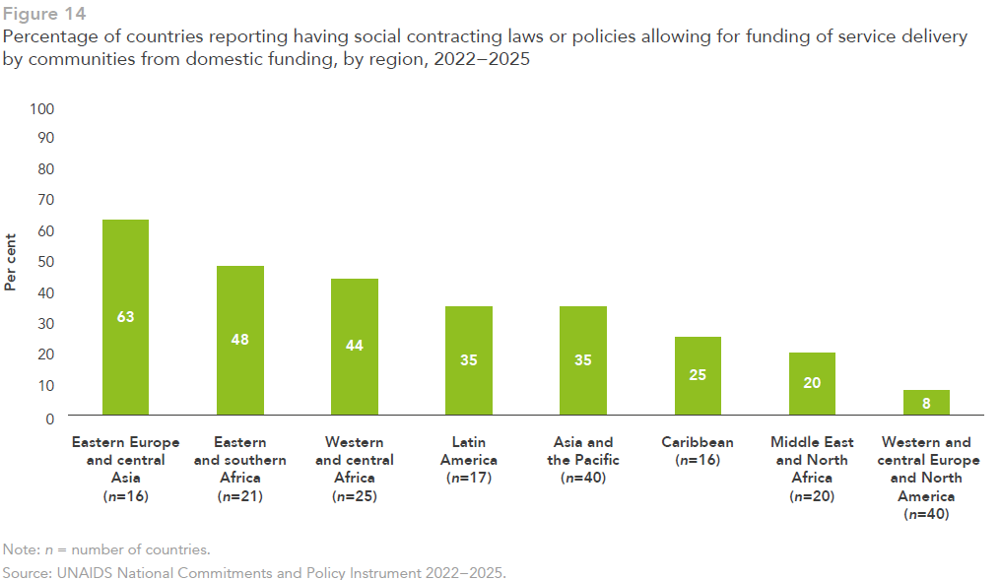 Figure 14
Percentage of countries reporting having social contracting laws or policies allowing for funding of service delivery
by communities from domestic funding, by region, 2022–2025
Per cent
100
90
80
70
60
50
40
30
20
10
0
63
48
44
35
35
25
20
8
Eastern Europe
and central
Asia
(n=16)
Eastern
and southern
Africa
(n=21)
Western
and central
Africa
(n=25)
Latin
America
(n=17)
Asia and
the Pacific
(n=40)
Caribbean
(n=16)
Middle East
and North
Africa
(n=20)
Western and
central Europe
and North
America
(n=40)
Note: n = number of countries.
Source: UNAIDS National Commitments and Policy Instrument 2022–2025.